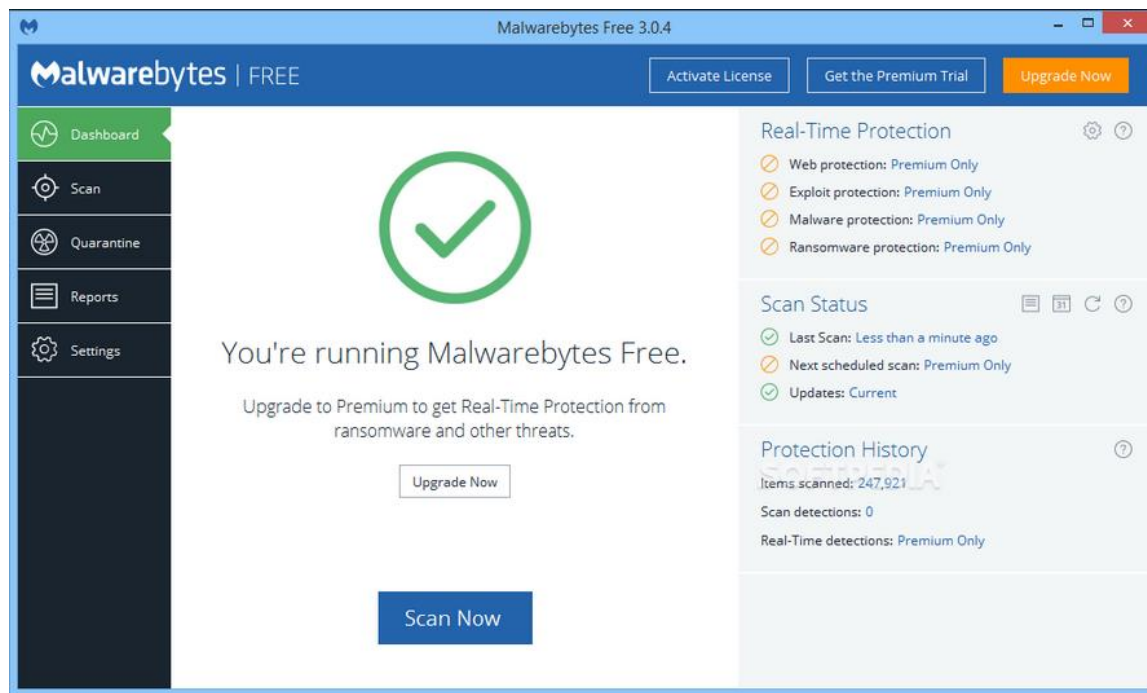 Malwarebytes Free 3.0.4
Malwarebytes | FREE
Activate License
Get the Premium Trial
Upgrade Now
Dashboard
Scan
Quarantine
Reports
Settings
You're running Malwarebytes Free.
Upgrade to Premium to get Real-Time Protection from
ransomware and other threats.
Upgrade Now
Scan Now
Real-Time Protection
Web protection: Premium Only
Exploit protection: Premium Only
Malware protection: Premium Only
Ransomware protection: Premium Only
Scan Status
31
Last Scan: Less than a minute ago
Next scheduled scan: Premium Only
Updates: Current
Protection History
SOFTPEDIA
Items scanned: 247,921
Scan detections: 0
Real-Time detections: Premium Only